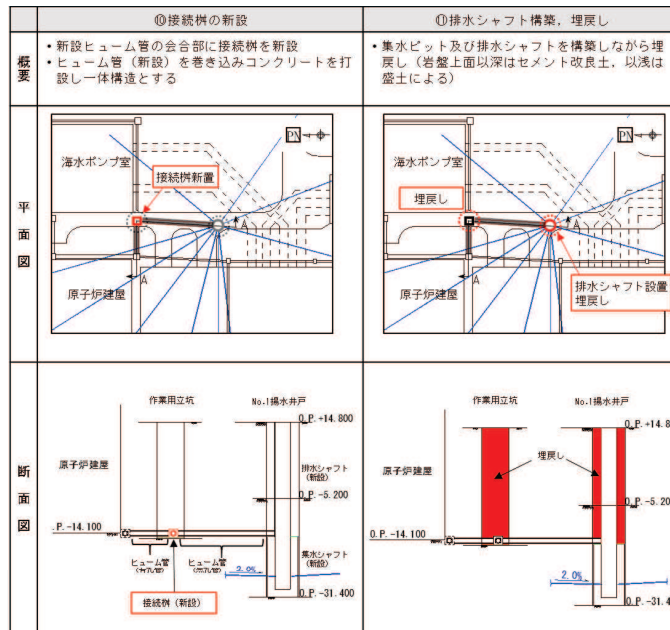 ⑩接続桝の新設
⑪排水シャフト構築，埋戻し
概要
・新設ヒューム管の会合部に接続桝を新設
・ヒューム管（新設）を巻き込みコンクリートを打
設し一体構造とする
・集水ピット及び排水シャフトを構築しながら埋
戻し（岩盤上面以深はセメント改良土，以浅は
盛土による）
平面図
海水ポンプ室
PN
接続桝新置
A
A
原子炉建屋
海水ポンプ室
PN
埋戻し
A
A
原子炉建屋
排水シャフト設置
埋戻し
断面図
作業用立坑
No.1揚水井戸
O.P.+14.800
原子炉建屋
排水シャフト
(新設)
O.P.-5.200
.P.-14.100
ヒューム管
ヒューム管
集水シャフト
(新設)
2.0%
接続桝(新設)
O.P.-31.400
作業用立坑
No.1揚水井戸
O.P.+14.8
原子炉建屋
埋戻し
O.P.-5.20
O.P.-14.100
2.0%
O.P.-31.4